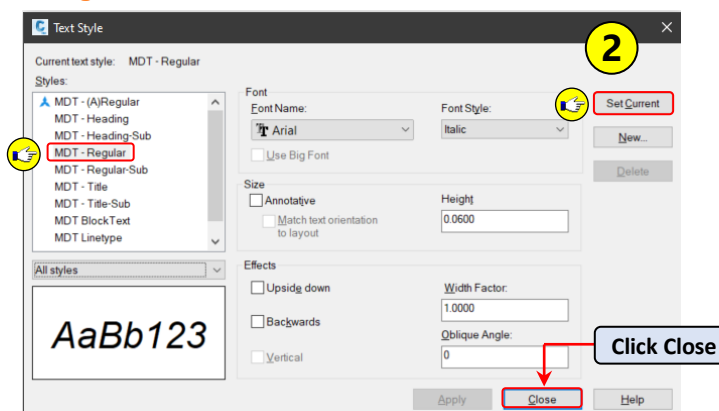 Text Style
2
Current text style: MDT - Regular
Styles:
MDT - (A)Regular
MDT - Heading
MDT - Heading-Sub
MDT - Regular
MDT - Regular-Sub
MDT - Title
MDT - Title-Sub
MDT BlockText
MDT Linetype
All styles
AaBb123
Font
Font Name:
Arial
Use Big Font
Font Style:
Italic
Size
Annotative
Match text orientation
to layout
Height
0.0600
Effects
Upside down
Backwards
Vertical
Width Factor:
1.0000
Oblique Angle:
0
Set Current
New...
Delete
Click Close
Apply
Close
Help